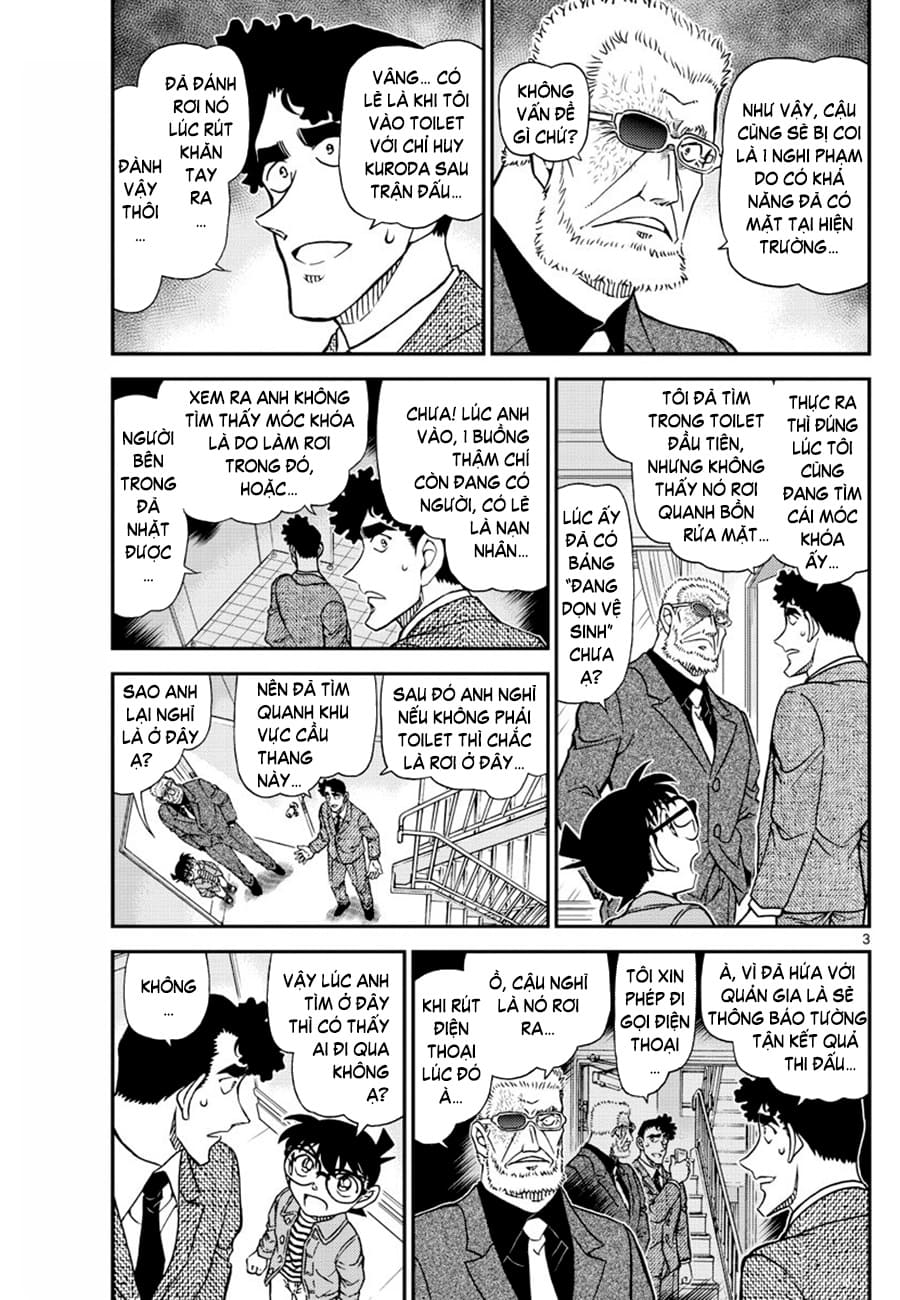 NHƯ VẬY, CẬU
CŨNG SẼ BỊ COI
LÀ 1 NGHI PHẠM
DO CÓ KHẢ
NĂNG ĐÃ CÓ
MẶT TẠI HIỆN
TRƯỜNG...
KHÔNG
VẤN ĐỀ
GÌ CHỨ?
VÂNG... CÓ
LẼ LÀ KHI TÔI
VÀO TOILET
VỚI CHỈ HUY
KURODA SAU
TRẬN ĐẤU...
ĐÃ ĐÁNH
RƠI NÓ
LÚC RÚT
KHĂN
TAY RA
...
ĐÀNH
VẬY
THÔI
...
THỰC RA
THÌ ĐÚNG
LÚC TÔI
CŨNG
ĐANG TÌM
CÁI MÓC
KHÓA
ẤY...
TÔI ĐÃ TÌM
TRONG TOILET
ĐẦU TIÊN,
NHƯNG KHÔNG
THẤY NÓ RƠI
QUANH BỒN
RỬA MẶT...
LÚC ẤY
ĐÃ CÓ
BẢNG
"ĐANG
DỌN VỆ
SINH"
CHƯA
Ạ?
CHƯA! LÚC ANH
VÀO, 1 BUỒNG
THẬM CHÍ
CÒN ĐANG CÓ
NGƯỜI, CÓ LẼ
LÀ NẠN
NHÂN...
XEM RA ANH KHÔNG
TÌM THẤY MÓC KHÓA
LÀ DO LÀM RƠI
TRONG ĐÓ,
HOẶC...
NGƯỜI
BÊN
TRONG
ĐÃ
NHẶT
ĐƯỢC
...
SAU ĐÓ ANH NGHĨ
NẾU KHÔNG PHẢI
TOILET THÌ CHẮC
LÀ RƠI Ở ĐÂY...
NÊN ĐÃ TÌM
QUANH KHU
VỰC CẦU
THANG
NÀY...
SAO ANH
LẠI NGHĨ
LÀ Ở ĐÂY
Ạ?
3
À, VÌ ĐÃ HỨA VỚI
QUẢN GIA LÀ SẼ
THÔNG BÁO TƯỜNG
TẬN KẾT QUẢ
THI ĐẤU...
TÔI XIN
PHÉP ĐI
GỌI ĐIỆN
THOẠI
...
Ồ, CẬU NGHĨ
LÀ NÓ RƠI
RA...
KHI RÚT
ĐIỆN
THOẠI
LÚC ĐÓ
À...
VẬY LÚC ANH
TÌM Ở ĐÂY
THÌ CÓ THẤY
AI ĐI QUA
KHÔNG
Ạ?
KHÔNG
...